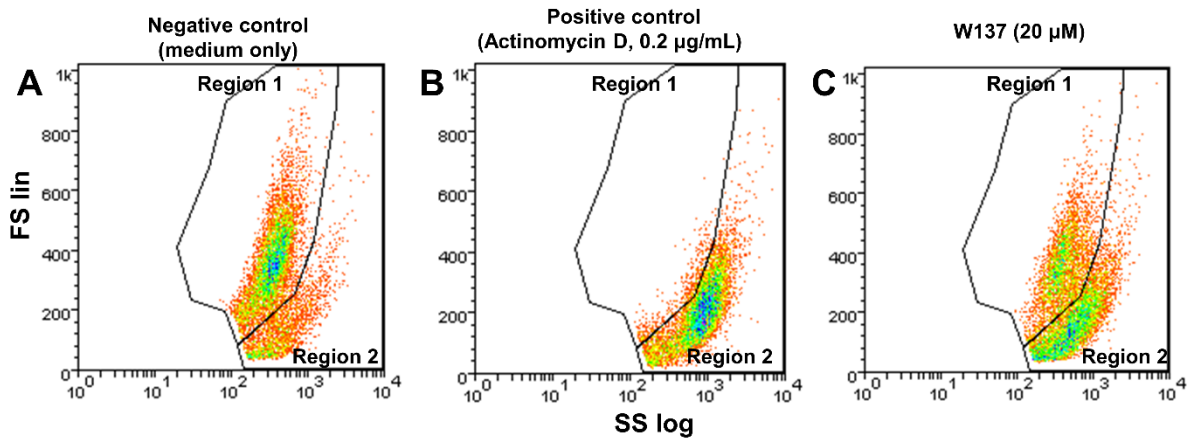 Negative control
(medium only)
Positive control
(Actinomycin D, 0.2 µg/mL)
W137 (20 µM)
A
B
C
Region 1
Region 1
Region 1
1k
800
600
400
200
0
1k
800
600
400
200
0
1k
800
600
400
200
0
FS lin
Region 2
Region 2
Region 2
10^0 10^1 10^2 10^3 10^4
10^0 10^1 10^2 10^3 10^4
10^0 10^1 10^2 10^3 10^4
SS log